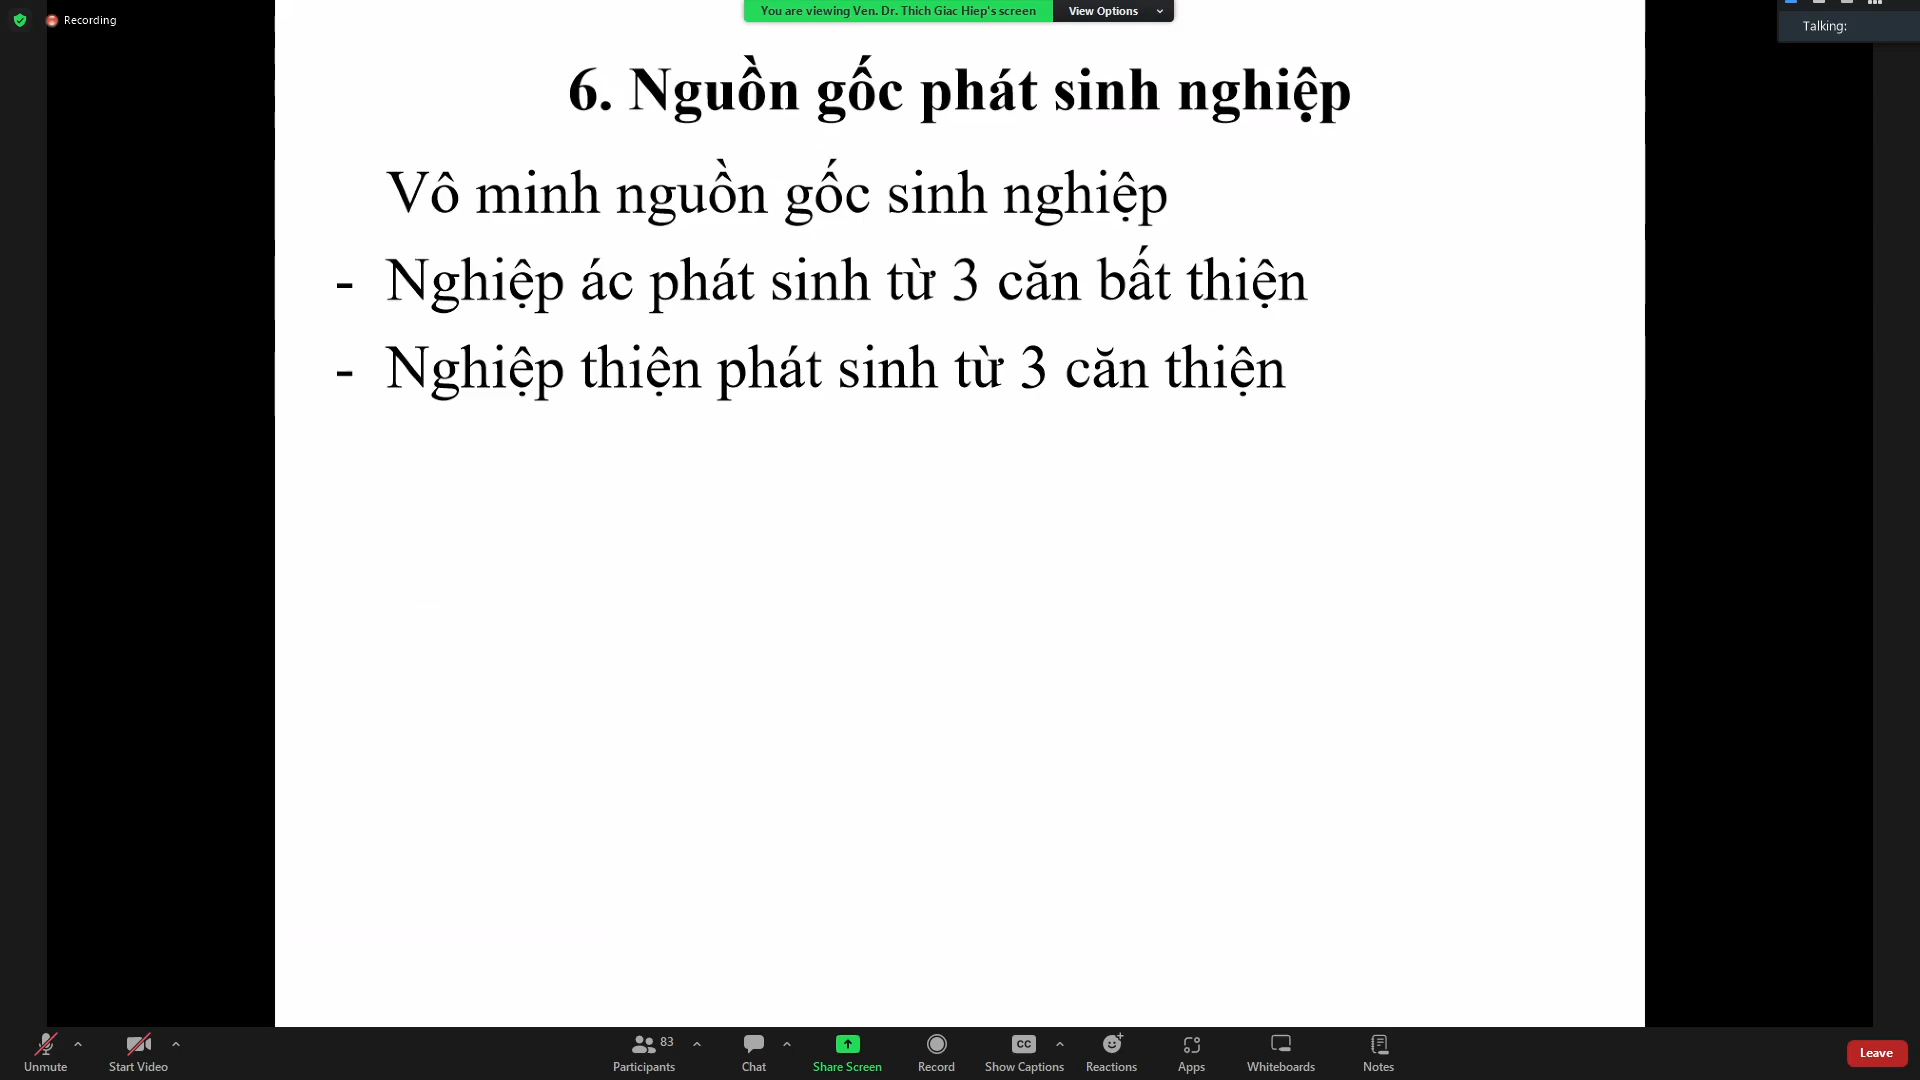 Recording
You are viewing Ven. Dr. Thich Giac Hiep's screen
View Options
Talking:
6. Nguồn gốc phát sinh nghiệp
Vô minh nguồn gốc sinh nghiệp
- Nghiệp ác phát sinh từ 3 căn bất thiện
- Nghiệp thiện phát sinh từ 3 căn thiện
Unmute
Start Video
83
Participants
Chat
Share Screen
Record
CC
Show Captions
Reactions
Apps
Whiteboards
Notes
Leave